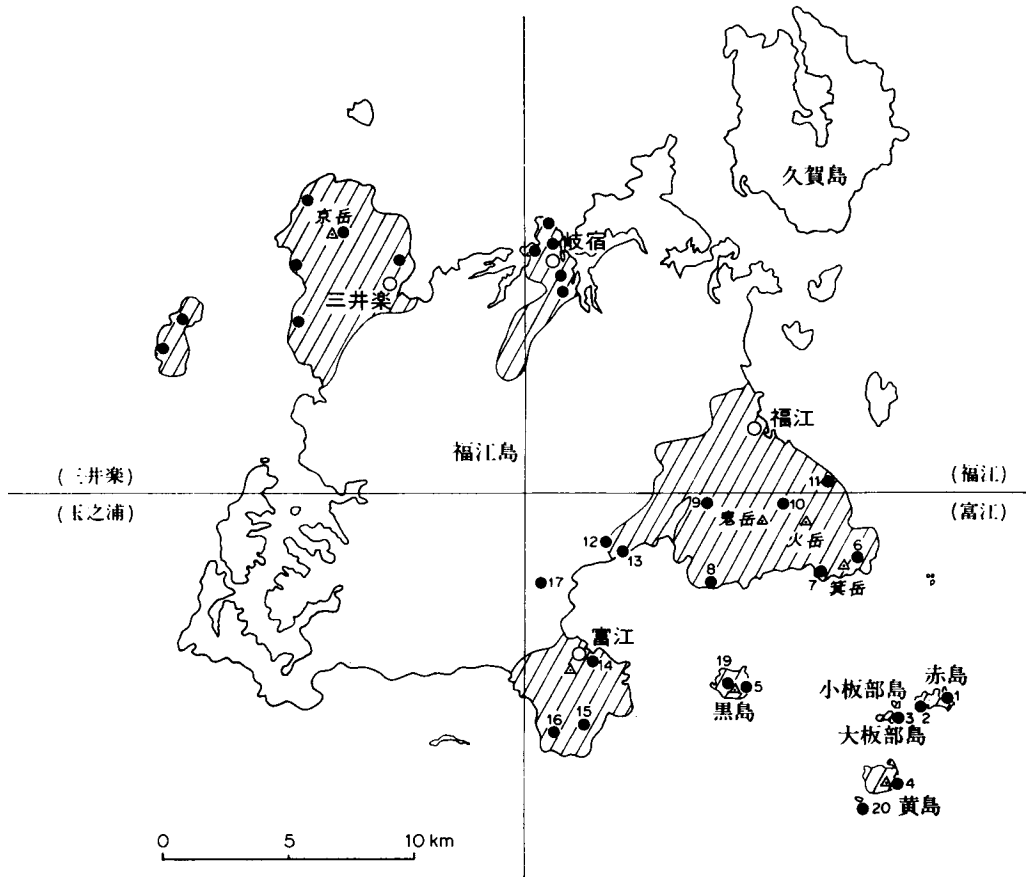 久賀島
京岳
岐宿
三井楽
福江
福江島
(三井楽)
(福江)
(玉之浦)
(富江)
11
9
鬼岳
10
火岳
12
13
6
8
7
箕岳
17
富江
14
19
5
黒島
赤島
1
小板部島
2
3
大板部島
16
15
4
黄島
20
0 5 10 km